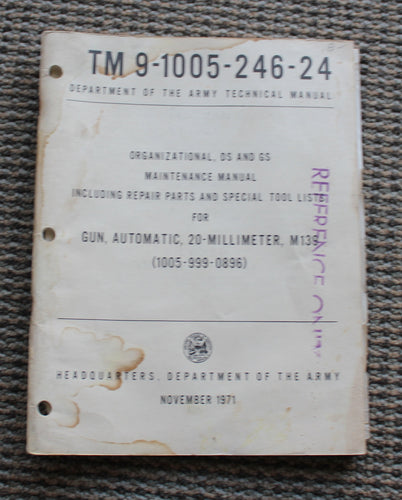 TM 9-1005-246-24
DEPARTMENT OF THE ARMY TECHNICAL MANUAL
ORGANIZATIONAL, DS AND GS
MAINTENANCE MANUAL
INCLUDING REPAIR PARTS AND SPECIAL TOOL LISTS
FOR
GUN, AUTOMATIC, 20-MILLIMETER, M139
(1005-999-0896)
REFERENCE ONLY
HEADQUARTERS, DEPARTMENT OF THE ARMY
NOVEMBER 1971